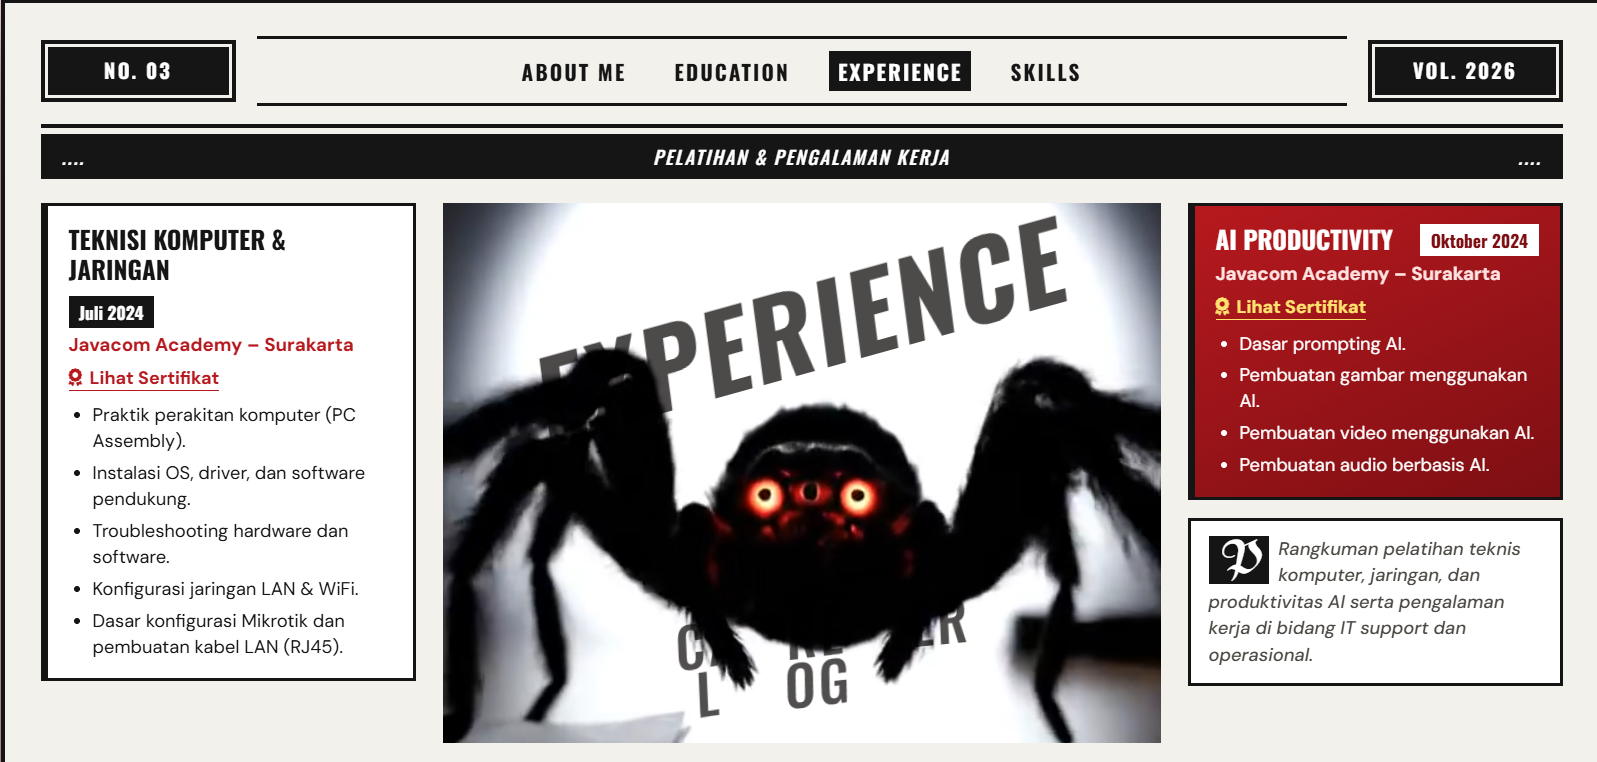 NO. 03
ABOUT ME EDUCATION EXPERIENCE SKILLS
VOL. 2026
.... PELATIHAN & PENGALAMAN KERJA ....
TEKNISI KOMPUTER &
JARINGAN
Juli 2024
Javacom Academy – Surakarta
Lihat Sertifikat
• Praktik perakitan komputer (PC
Assembly).
• Instalasi OS, driver, dan software
pendukung.
• Troubleshooting hardware dan
software.
• Konfigurasi jaringan LAN & WiFi.
• Dasar konfigurasi Mikrotik dan
pembuatan kabel LAN (RJ45).
EXPERIENCE
AI PRODUCTIVITY Oktober 2024
Javacom Academy – Surakarta
Lihat Sertifikat
• Dasar prompting AI.
• Pembuatan gambar menggunakan
AI.
• Pembuatan video menggunakan AI.
• Pembuatan audio berbasis AI.
P Rangkuman pelatihan teknis
komputer, jaringan, dan
produktivitas AI serta pengalaman
kerja di bidang IT support dan
operasional.